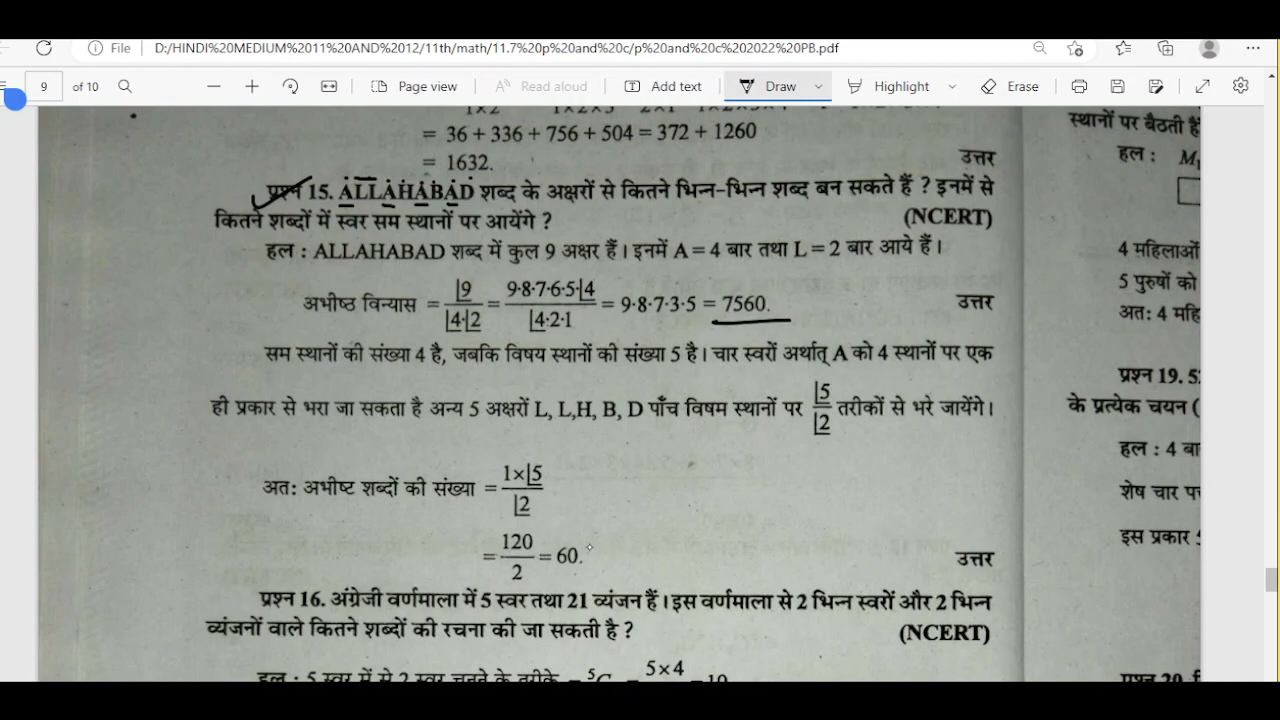 File D:/HINDI%20MEDIUM%2011%20AND%2012/11th/math/11.7%20p%20and%20c/p%20and%20c%202022%20PB.pdf
9 of 10 Page view Read aloud Add text Draw Highlight Erase
= 36 + 336 + 756 + 504 = 372 + 1260
= 1632. उत्तर
प्रश्न 15. ALLAHABAD शब्द के अक्षरों से कितने भिन्न-भिन्न शब्द बन सकते हैं ? इनमें से
कितने शब्दों में स्वर सम स्थानों पर आयेंगे ? (NCERT)
हल : ALLAHABAD शब्द में कुल 9 अक्षर हैं। इनमें A = 4 बार तथा L = 2 बार आये हैं।
अभीष्ठ विन्यास = |9 / |4·|2 = 9·8·7·6·5·|4 / |4·2·1 = 9·8·7·3·5 = 7560. उत्तर
सम स्थानों की संख्या 4 है, जबकि विषय स्थानों की संख्या 5 है। चार स्वरों अर्थात् A को 4 स्थानों पर एक
ही प्रकार से भरा जा सकता है अन्य 5 अक्षरों L, L,H, B, D पाँच विषम स्थानों पर |5 / |2 तरीकों से भरे जायेंगे।
अत: अभीष्ट शब्दों की संख्या = 1×|5 / |2
= 120 / 2 = 60. उत्तर
प्रश्न 16. अंग्रेजी वर्णमाला में 5 स्वर तथा 21 व्यंजन हैं। इस वर्णमाला से 2 भिन्न स्वरों और 2 भिन्न
व्यंजनों वाले कितने शब्दों की रचना की जा सकती है ? (NCERT)
5 × 4
स्थानों पर बैठती हैं
हल :
4 महिलाओं
5 पुरुषों को
अत: 4 महि
प्रश्न 19. 5
के प्रत्येक चयन (
हल : 4 बा
शेष चार प
इस प्रकार